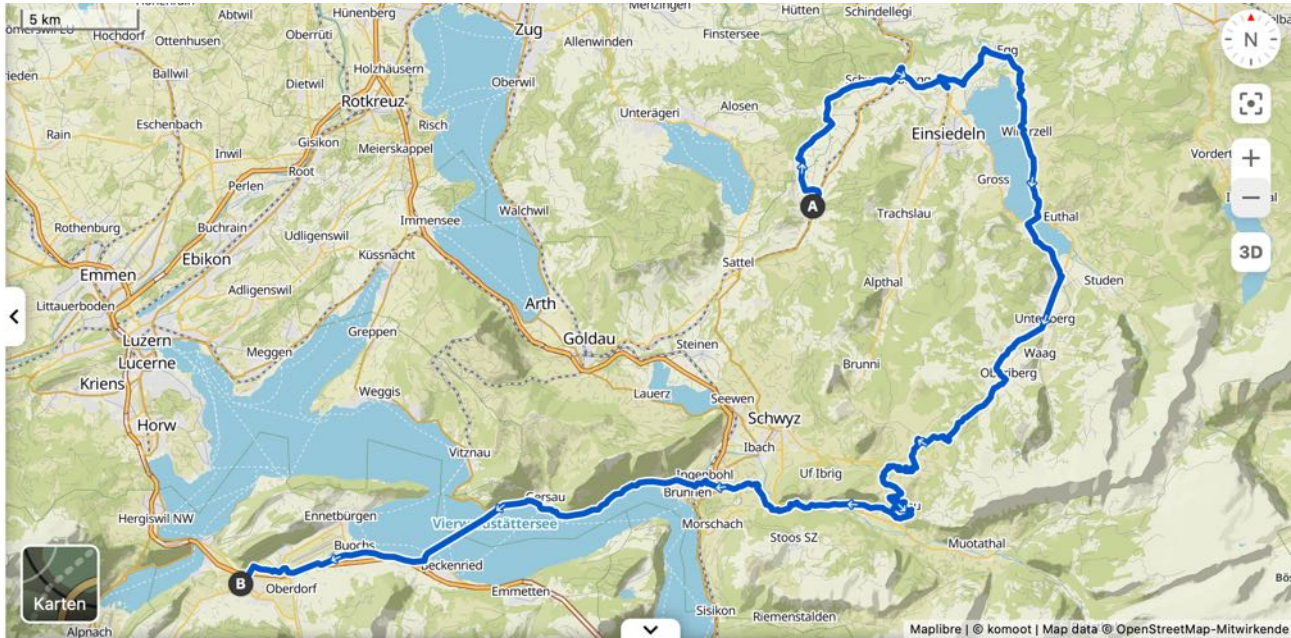 5 km
Hochdorf
Abtwil
Oberrüti
Hünenberg
Zug
Allenwinden
Menzingen
Finstersee
Hütten
Schindellegi
Ottenhusen
Holzhäusern
Egg
N
Ballwil
Dietwil
Oberwil
Rotkreuz
Eschenbach
Risch
Unterägeri
Alosen
Einsiedeln
Rain
Gisikon
Meierskappel
Inwil
Root
Perlen
Gross
Walchwil
Euthal
A
Trachslau
Rothenburg
Buchrain
Udligenswil
Immensee
Küssnacht
3D
Emmen
Ebikon
Sattel
Littauerboden
Adligenswil
Alpthal
Studen
Arth
Greppen
Luzern
Lucerne
Goldau
Steinen
Meggen
Waag
Kriens
Brunni
Weggis
Lauerz
Seewen
Horw
Schwyz
Ibach
Vitznau
Uf Ibrig
Ingenbohl
Brunnen
Gersau
Hergiswil NW
Ennetbürgen
Morschach
Stoos SZ
Muotathal
Buochs
Beckenried
B
Oberdorf
Emmetten
Karten
Sisikon
Riemenstalden
Alpnach
Maplibre | © komoot | Map data © OpenStreetMap-Mitwirkende